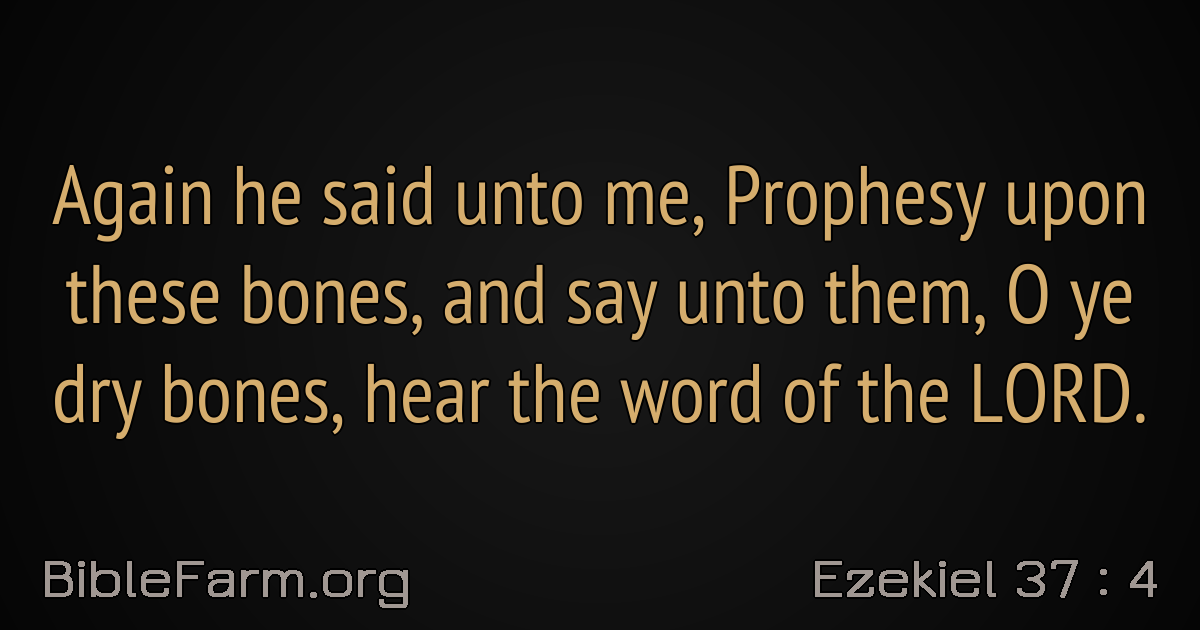 Again he said unto me, Prophesy upon
these bones, and say unto them, O ye
dry bones, hear the word of the LORD.
BibleFarm.org
Ezekiel 37 : 4